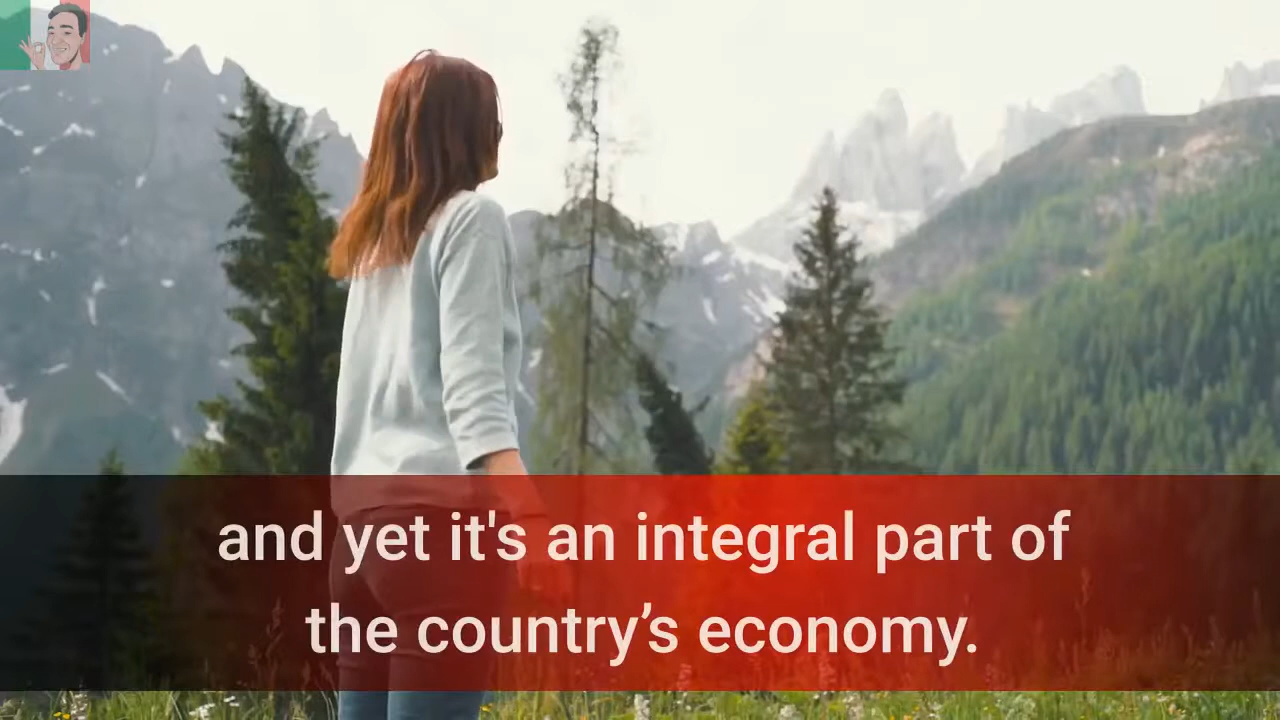 and yet it's an integral part of
the country’s economy.